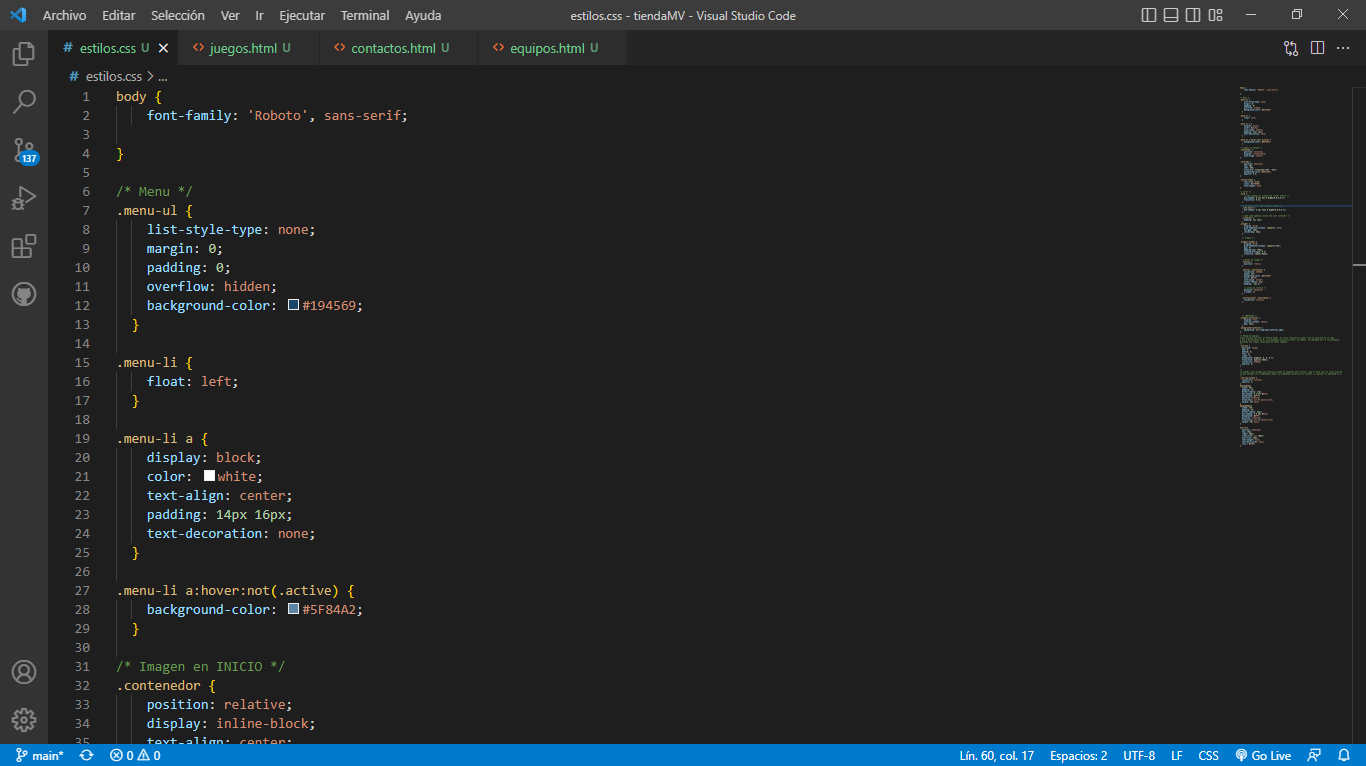 Archivo Editar Selección Ver Ir Ejecutar Terminal Ayuda estilos.css - tiendaMV - Visual Studio Code
# estilos.css U <> juegos.html U <> contactos.html U <> equipos.html U
# estilos.css > ...
1 body {
2 font-family: 'Roboto', sans-serif;
3
4 }
5
6 /* Menu */
7 .menu-ul {
8 list-style-type: none;
9 margin: 0;
10 padding: 0;
11 overflow: hidden;
12 background-color: #194569;
13 }
14
15 .menu-li {
16 float: left;
17 }
18
19 .menu-li a {
20 display: block;
21 color: white;
22 text-align: center;
23 padding: 14px 16px;
24 text-decoration: none;
25 }
26
27 .menu-li a:hover:not(.active) {
28 background-color: #5F84A2;
29 }
30
31 /* Imagen en INICIO */
32 .contenedor {
33 position: relative;
34 display: inline-block;
35 text-align: center;
137
main* 0 0 Lín. 60, col. 17 Espacios: 2 UTF-8 LF CSS Go Live